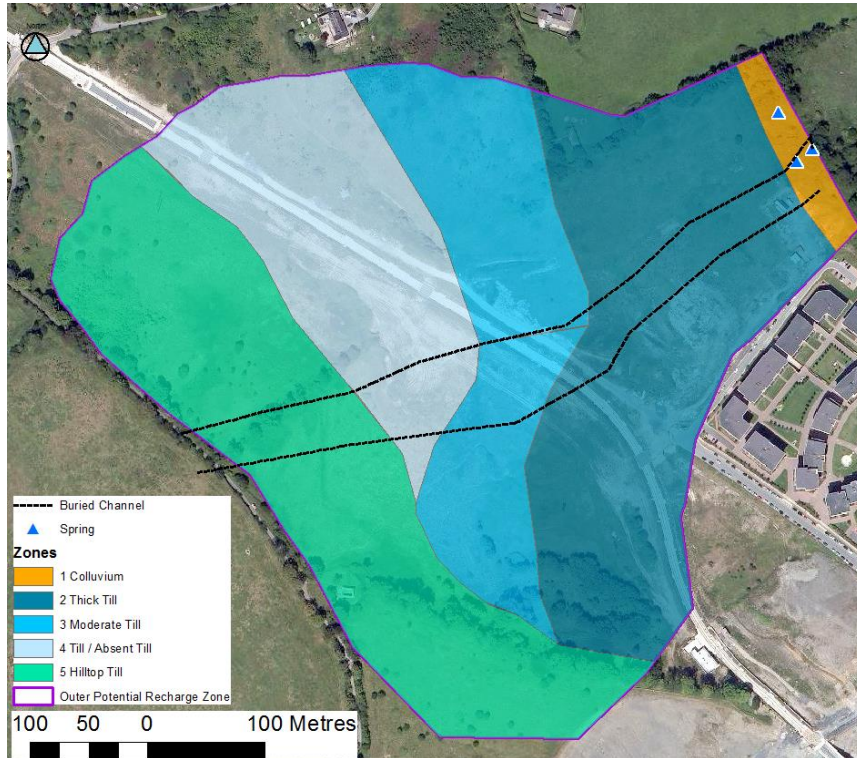 North
Buried Channel
Spring
Zones
1 Colluvium
2 Thick Till
3 Moderate Till
4 Till / Absent Till
5 Hilltop Till
Outer Potential Recharge Zone
100 50 0 100 Metres